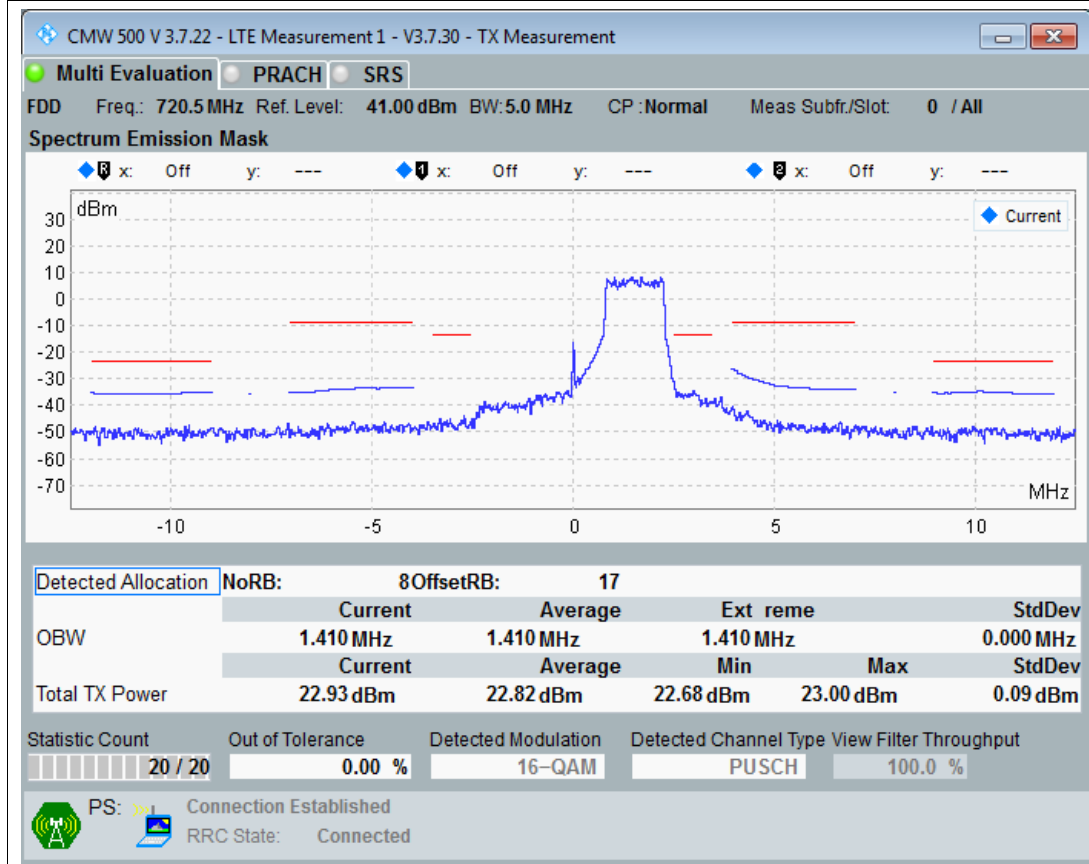 CMW 500 V 3.7.22 - LTE Measurement 1 - V3.7.30 - TX Measurement
Multi Evaluation PRACH SRS
FDD Freq.: 720.5 MHz Ref. Level: 41.00 dBm BW: 5.0 MHz CP : Normal Meas Subfr./Slot: 0 / All
Spectrum Emission Mask
R x: Off y: --- 1 x: Off y: --- 2 x: Off y: ---
dBm
Current
30
20
10
0
-10
-20
-30
-40
-50
-60
-70
MHz
-10 -5 0 5 10
Detected Allocation NoRB: 8 OffsetRB: 17
Current Average Ext reme StdDev
OBW 1.410 MHz 1.410 MHz 1.410 MHz 0.000 MHz
Current Average Min Max StdDev
Total TX Power 22.93 dBm 22.82 dBm 22.68 dBm 23.00 dBm 0.09 dBm
Statistic Count Out of Tolerance Detected Modulation Detected Channel Type View Filter Throughput
20 / 20 0.00 % 16-QAM PUSCH 100.0 %
PS: Connection Established
RRC State: Connected